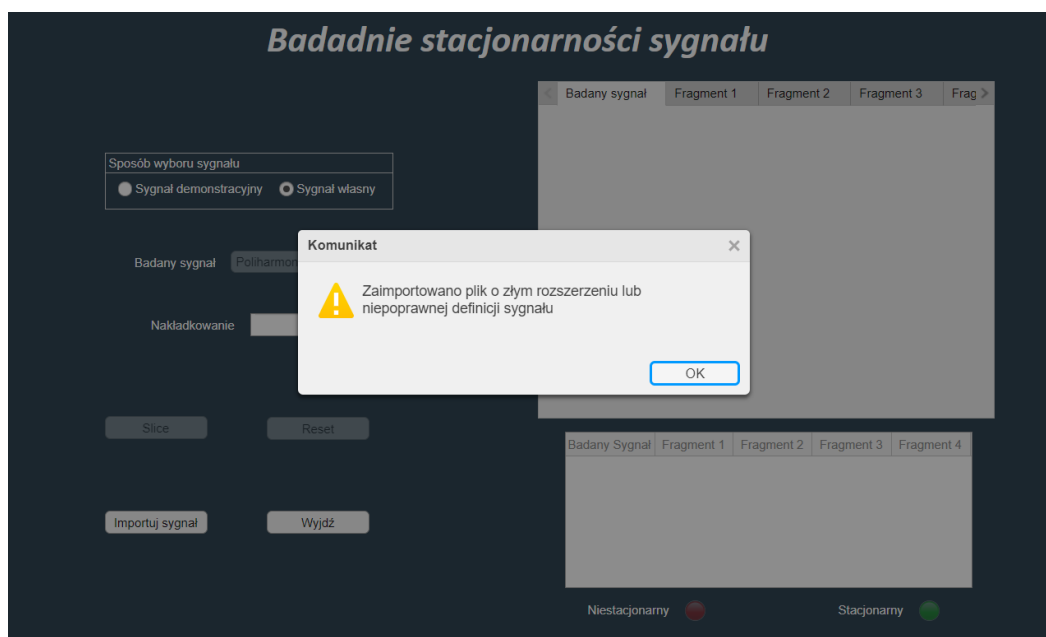 Badadnie stacjonarności sygnału
Badany sygnał Fragment 1 Fragment 2 Fragment 3 Frag
Sposób wyboru sygnału
Sygnał demonstracyjny Sygnał własny
Komunikat
Badany sygnał Poliharmon
Zaimportowano plik o złym rozszerzeniu lub
niepoprawnej definicji sygnału
Nakładkowanie
OK
Slice Reset
Badany Sygnał Fragment 1 Fragment 2 Fragment 3 Fragment 4
Importuj sygnał Wyjdź
Niestacjonarny Stacjonarny